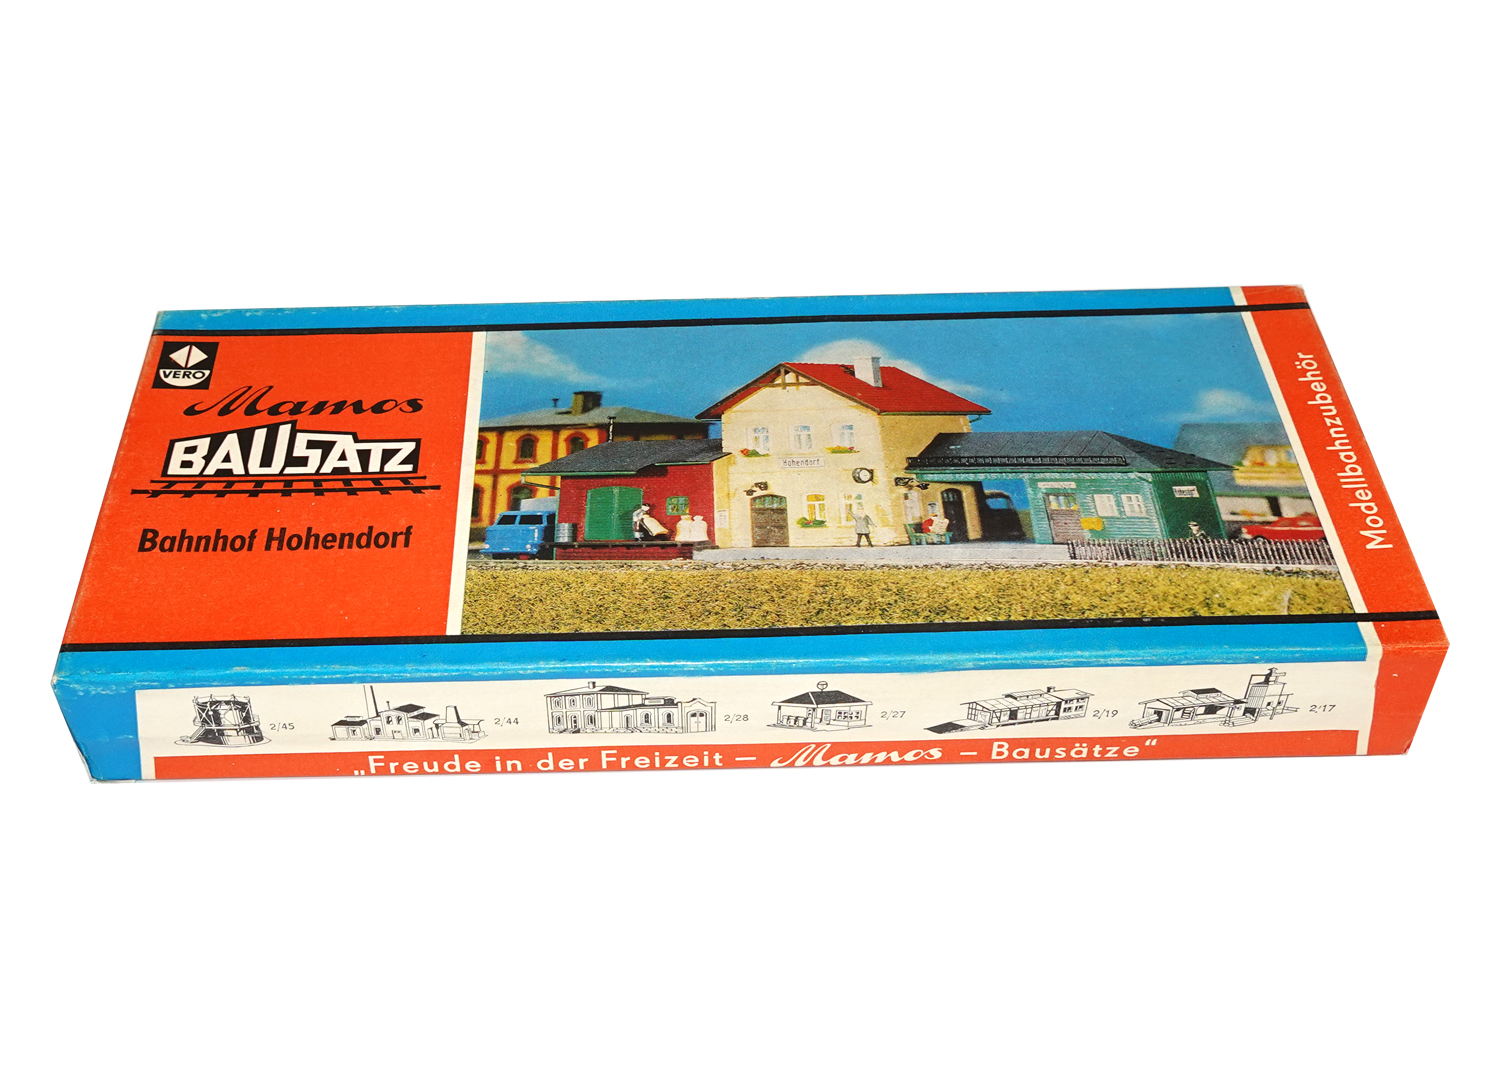 VERO
Mamos
BAUSATZ
Bahnhof Hohendorf
Hohendorf
Modellbahnzubehör
2/45
2/44
2/28
2/27
2/19
2/17
„Freude in der Freizeit – Mamos – Bausätze“